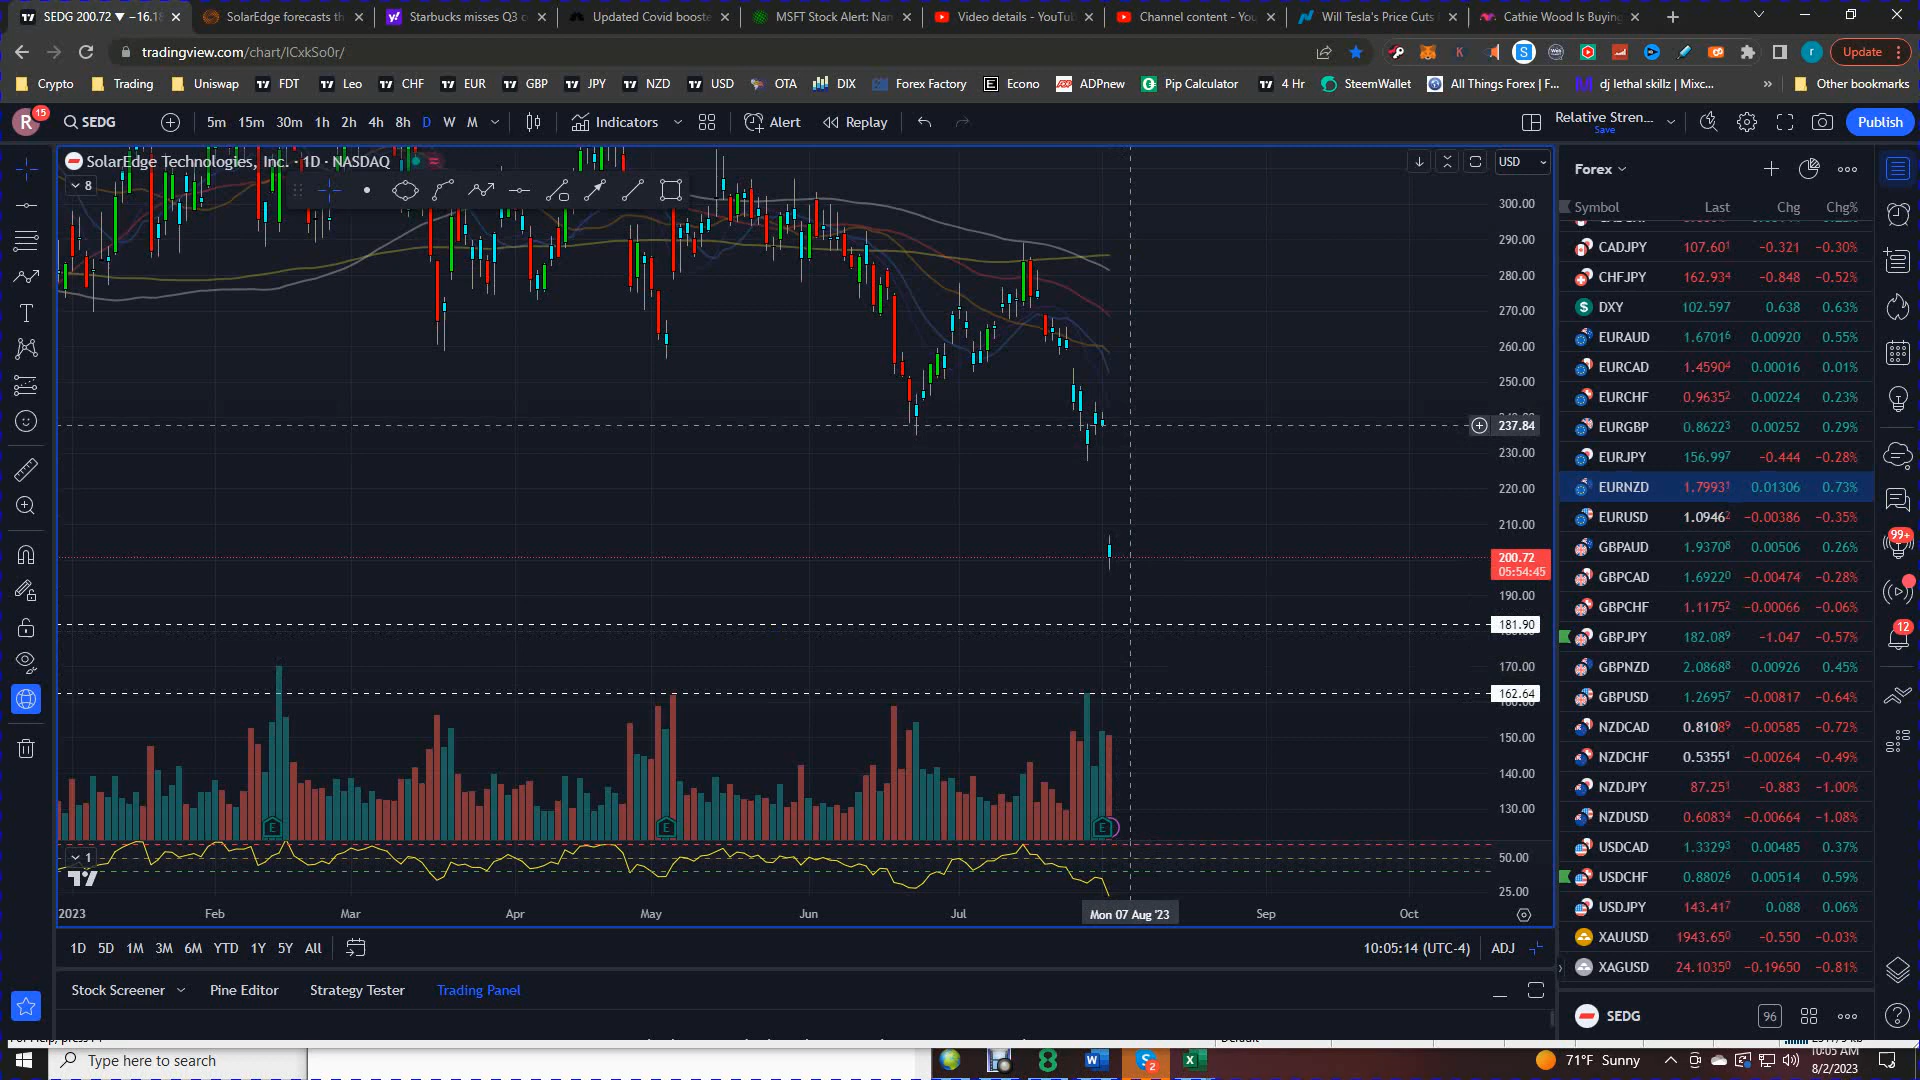 SEDG 200.72 ▼ −16.18
SolarEdge forecasts th
Starbucks misses Q3 c
Updated Covid booste
MSFT Stock Alert: Nan
Video details - YouTub
Channel content - You
Will Tesla's Price Cuts
Cathie Wood Is Buying
tradingview.com/chart/lCxkSo0r/
Update
Crypto Trading Uniswap FDT Leo CHF EUR GBP JPY NZD USD OTA DIX Forex Factory Econo ADPnew Pip Calculator 4 Hr SteemWallet All Things Forex | F... dj lethal skillz | Mixc... » Other bookmarks
R 15 SEDG 5m 15m 30m 1h 2h 4h 8h D W M Indicators Alert Replay Relative Stren... Save Publish
SolarEdge Technologies, Inc. · 1D · NASDAQ
8
USD
300.00
290.00
280.00
270.00
260.00
250.00
237.84
230.00
220.00
210.00
200.72
05:54:45
190.00
181.90
170.00
162.64
150.00
140.00
130.00
E E E
1
50.00
25.00
2023 Feb Mar Apr May Jun Jul Mon 07 Aug '23 Sep Oct
1D 5D 1M 3M 6M YTD 1Y 5Y All 10:05:14 (UTC-4) ADJ
Stock Screener Pine Editor Strategy Tester Trading Panel
Forex
Symbol Last Chg Chg%
CADJPY 107.601 −0.321 −0.30%
CHFJPY 162.934 −0.848 −0.52%
DXY 102.597 0.638 0.63%
EURAUD 1.67016 0.00920 0.55%
EURCAD 1.45904 0.00016 0.01%
EURCHF 0.96352 0.00224 0.23%
EURGBP 0.86223 0.00252 0.29%
EURJPY 156.997 −0.444 −0.28%
EURNZD 1.79931 0.01306 0.73%
EURUSD 1.09462 −0.00386 −0.35%
GBPAUD 1.93708 0.00506 0.26%
GBPCAD 1.69220 −0.00474 −0.28%
GBPCHF 1.11752 −0.00066 −0.06%
GBPJPY 182.089 −1.047 −0.57%
GBPNZD 2.08688 0.00926 0.45%
GBPUSD 1.26957 −0.00817 −0.64%
NZDCAD 0.81089 −0.00585 −0.72%
NZDCHF 0.53551 −0.00264 −0.49%
NZDJPY 87.251 −0.883 −1.00%
NZDUSD 0.60834 −0.00664 −1.08%
USDCAD 1.33293 0.00485 0.37%
USDCHF 0.88026 0.00514 0.59%
USDJPY 143.417 0.088 0.06%
XAUUSD 1943.650 −0.550 −0.03%
XAGUSD 24.10350 −0.19650 −0.81%
SEDG 96
99+
12
Type here to search
2
71°F Sunny
10:05 AM
8/2/2023